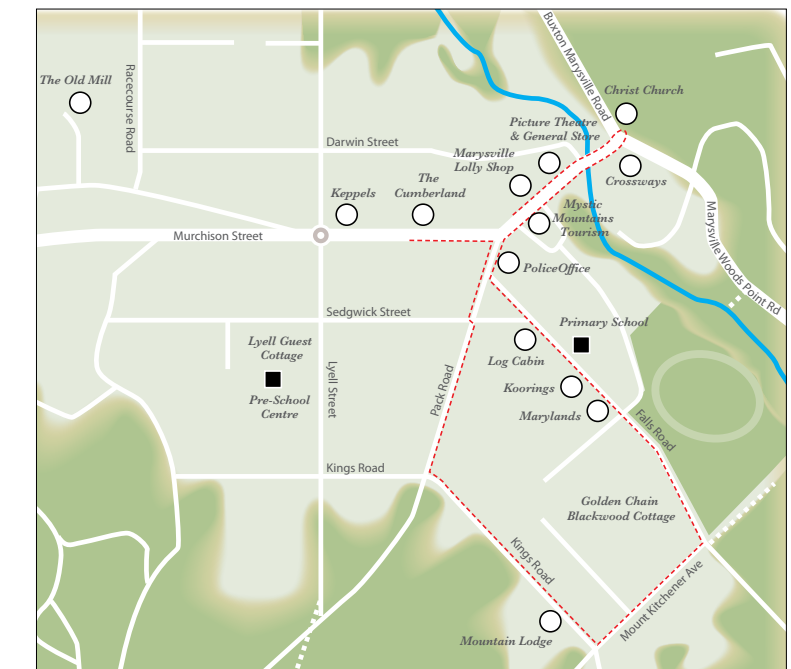 Buxton Marysville Road
The Old Mill
Racecourse Road
Christ Church
Picture Theatre
& General Store
Darwin Street
Marysville
Lolly Shop
Crossways
The
Cumberland
Keppels
Mystic
Mountains
Tourism
Marysville Woods Point Rd
Murchison Street
PoliceOffice
Sedgwick Street
Primary School
Lyell Guest
Cottage
Log Cabin
Lyell Street
Pack Road
Koorings
Pre-School
Centre
Marylands
Falls Road
Kings Road
Golden Chain
Blackwood Cottage
Kings Road
Mount Kitchener Ave
Mountain Lodge